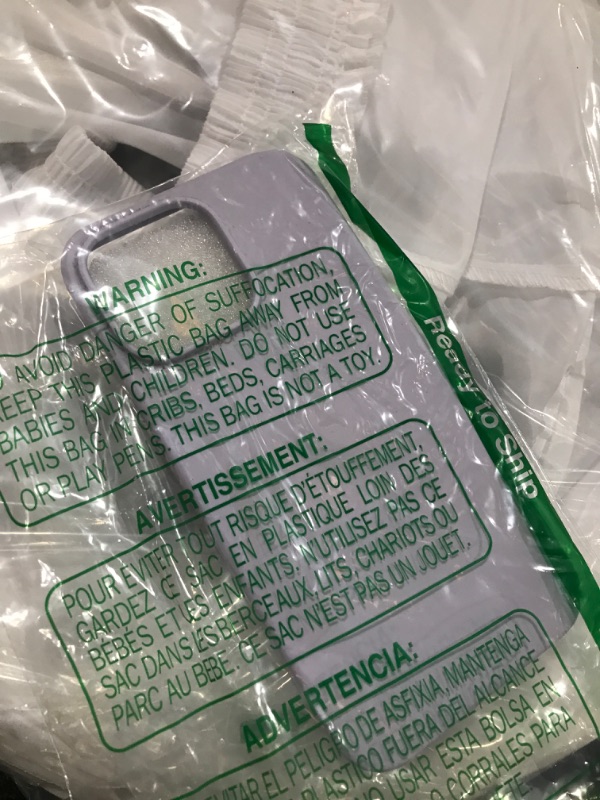 WARNING:
AVOID DANGER OF SUFFOCATION,
KEEP THIS PLASTIC BAG AWAY FROM
BABIES AND CHILDREN. DO NOT USE
THIS BAG IN CRIBS, BEDS, CARRIAGES
OR PLAY PENS. THIS BAG IS NOT A TOY.
AVERTISSEMENT:
POUR ÉVITER TOUT RISQUE D'ÉTOUFFEMENT,
GARDEZ CE SAC EN PLASTIQUE LOIN DES
BÉBÉS ET LES ENFANTS. N'UTILISEZ PAS CE
SAC DANS LES BERCEAUX, LITS, CHARIOTS OU
PARC AU BÉBÉ. CE SAC N'EST PAS UN JOUET.
ADVERTENCIA:
EVITAR EL PELIGRO DE ASFIXIA, MANTENGA
PLÁSTICO FUERA DEL ALCANCE
NO USAR ESTA BOLSA EN
CORRALES PARA
Ready to Ship